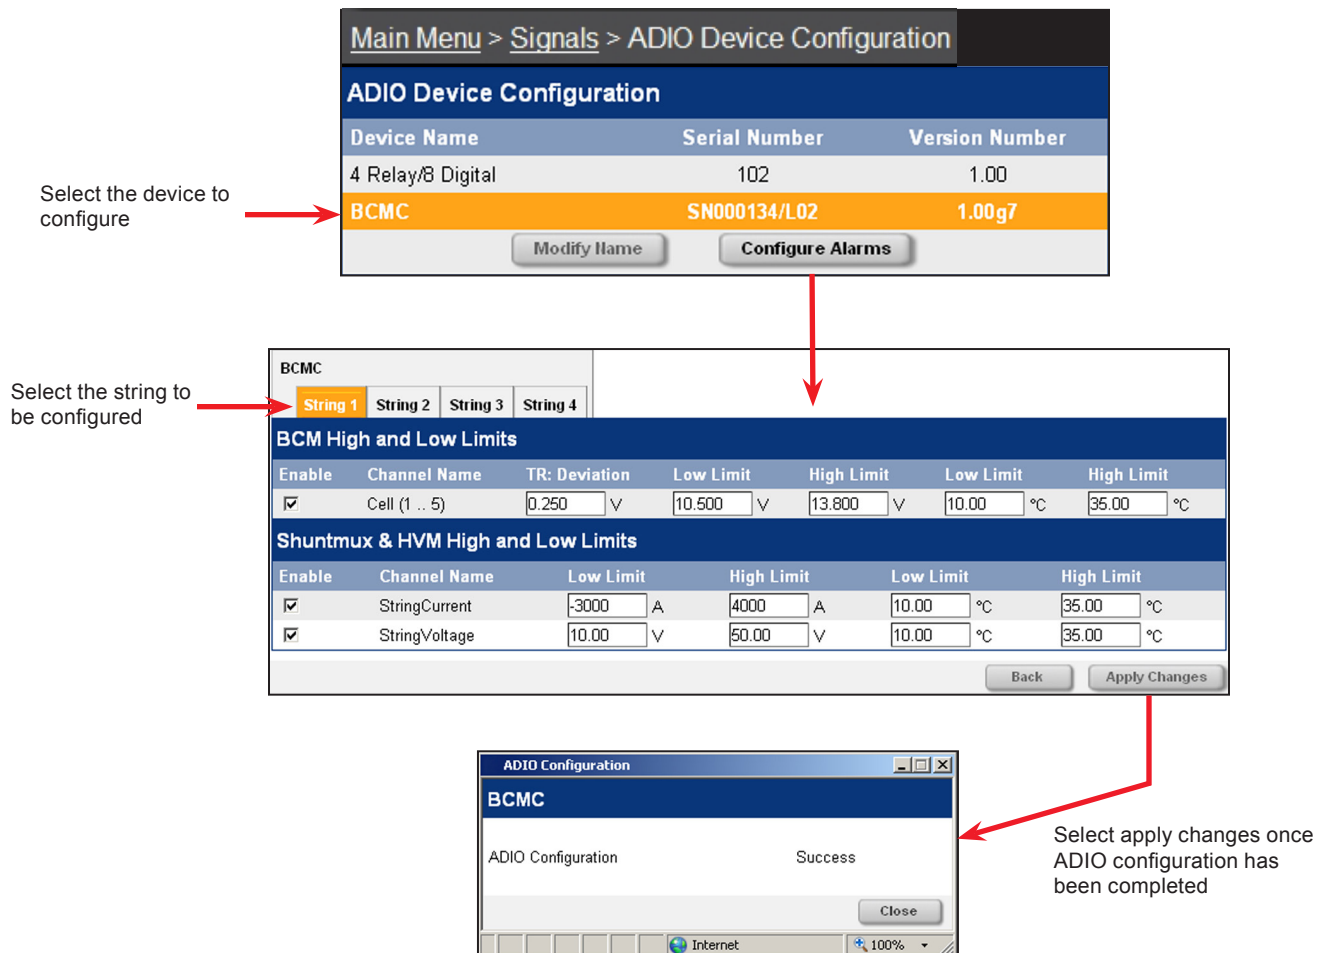 Main Menu > Signals > ADIO Device Configuration
ADIO Device Configuration
Device Name Serial Number Version Number
4 Relay/8 Digital 102 1.00
Select the device to
configure
BCMC SN000134/L02 1.00g7
Modify Name Configure Alarms
BCMC
Select the string to
be configured
String 1 String 2 String 3 String 4
BCM High and Low Limits
Enable Channel Name TR: Deviation Low Limit High Limit Low Limit High Limit
Cell (1 .. 5) 0.250 V 10.500 V 13.800 V 10.00 °C 35.00 °C
Shuntmux & HVM High and Low Limits
Enable Channel Name Low Limit High Limit Low Limit High Limit
StringCurrent -3000 A 4000 A 10.00 °C 35.00 °C
StringVoltage 10.00 V 50.00 V 10.00 °C 35.00 °C
Back Apply Changes
ADIO Configuration
BCMC
ADIO Configuration Success
Close
Internet 100%
Select apply changes once
ADIO configuration has
been completed